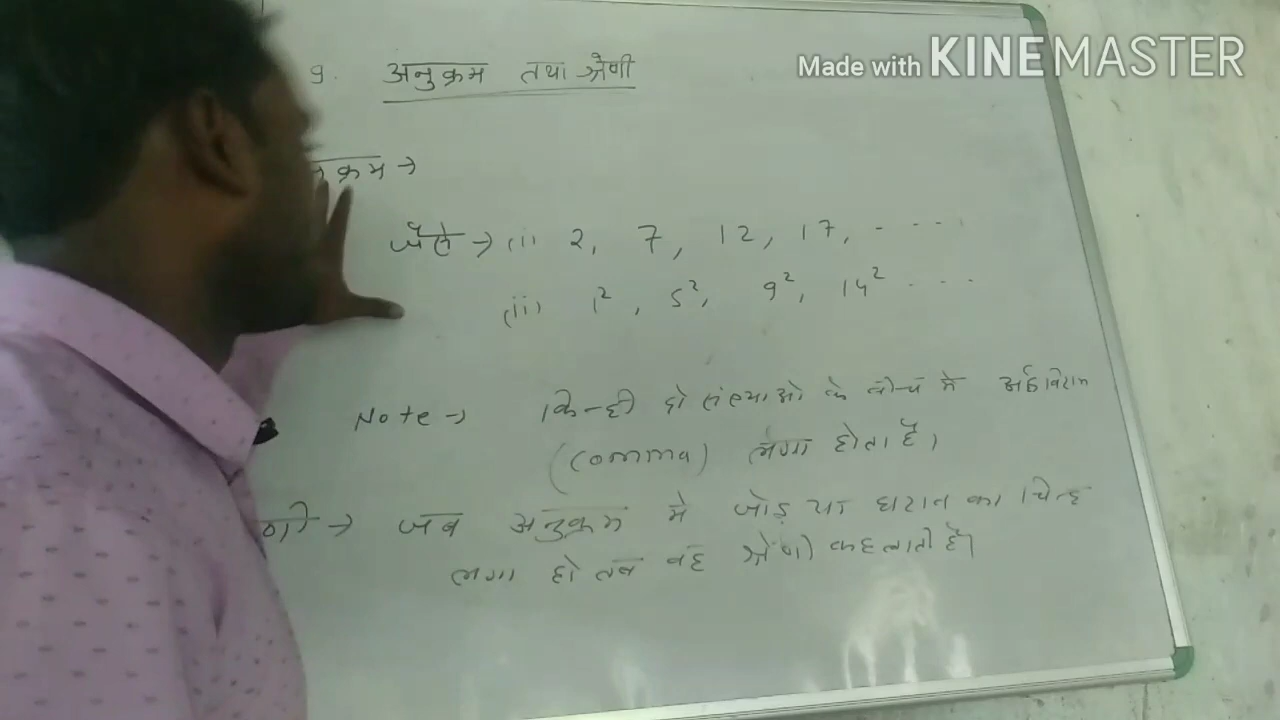 Made with KINEMASTER
9. अनुक्रम तथा श्रेणी
क्रम →
जैसे → (i) 2, 7, 12, 17, - - - -
(ii) 1², 5², 9², 14² - - -
Note → किन्ही दो संख्याओ के बीच मे अर्द्धविराम
(comma) लगा होता है।
णी → जब अनुक्रम मे जोड़ या घटान का चिन्ह
लगा हो तब वह श्रेणी कहलाती है।